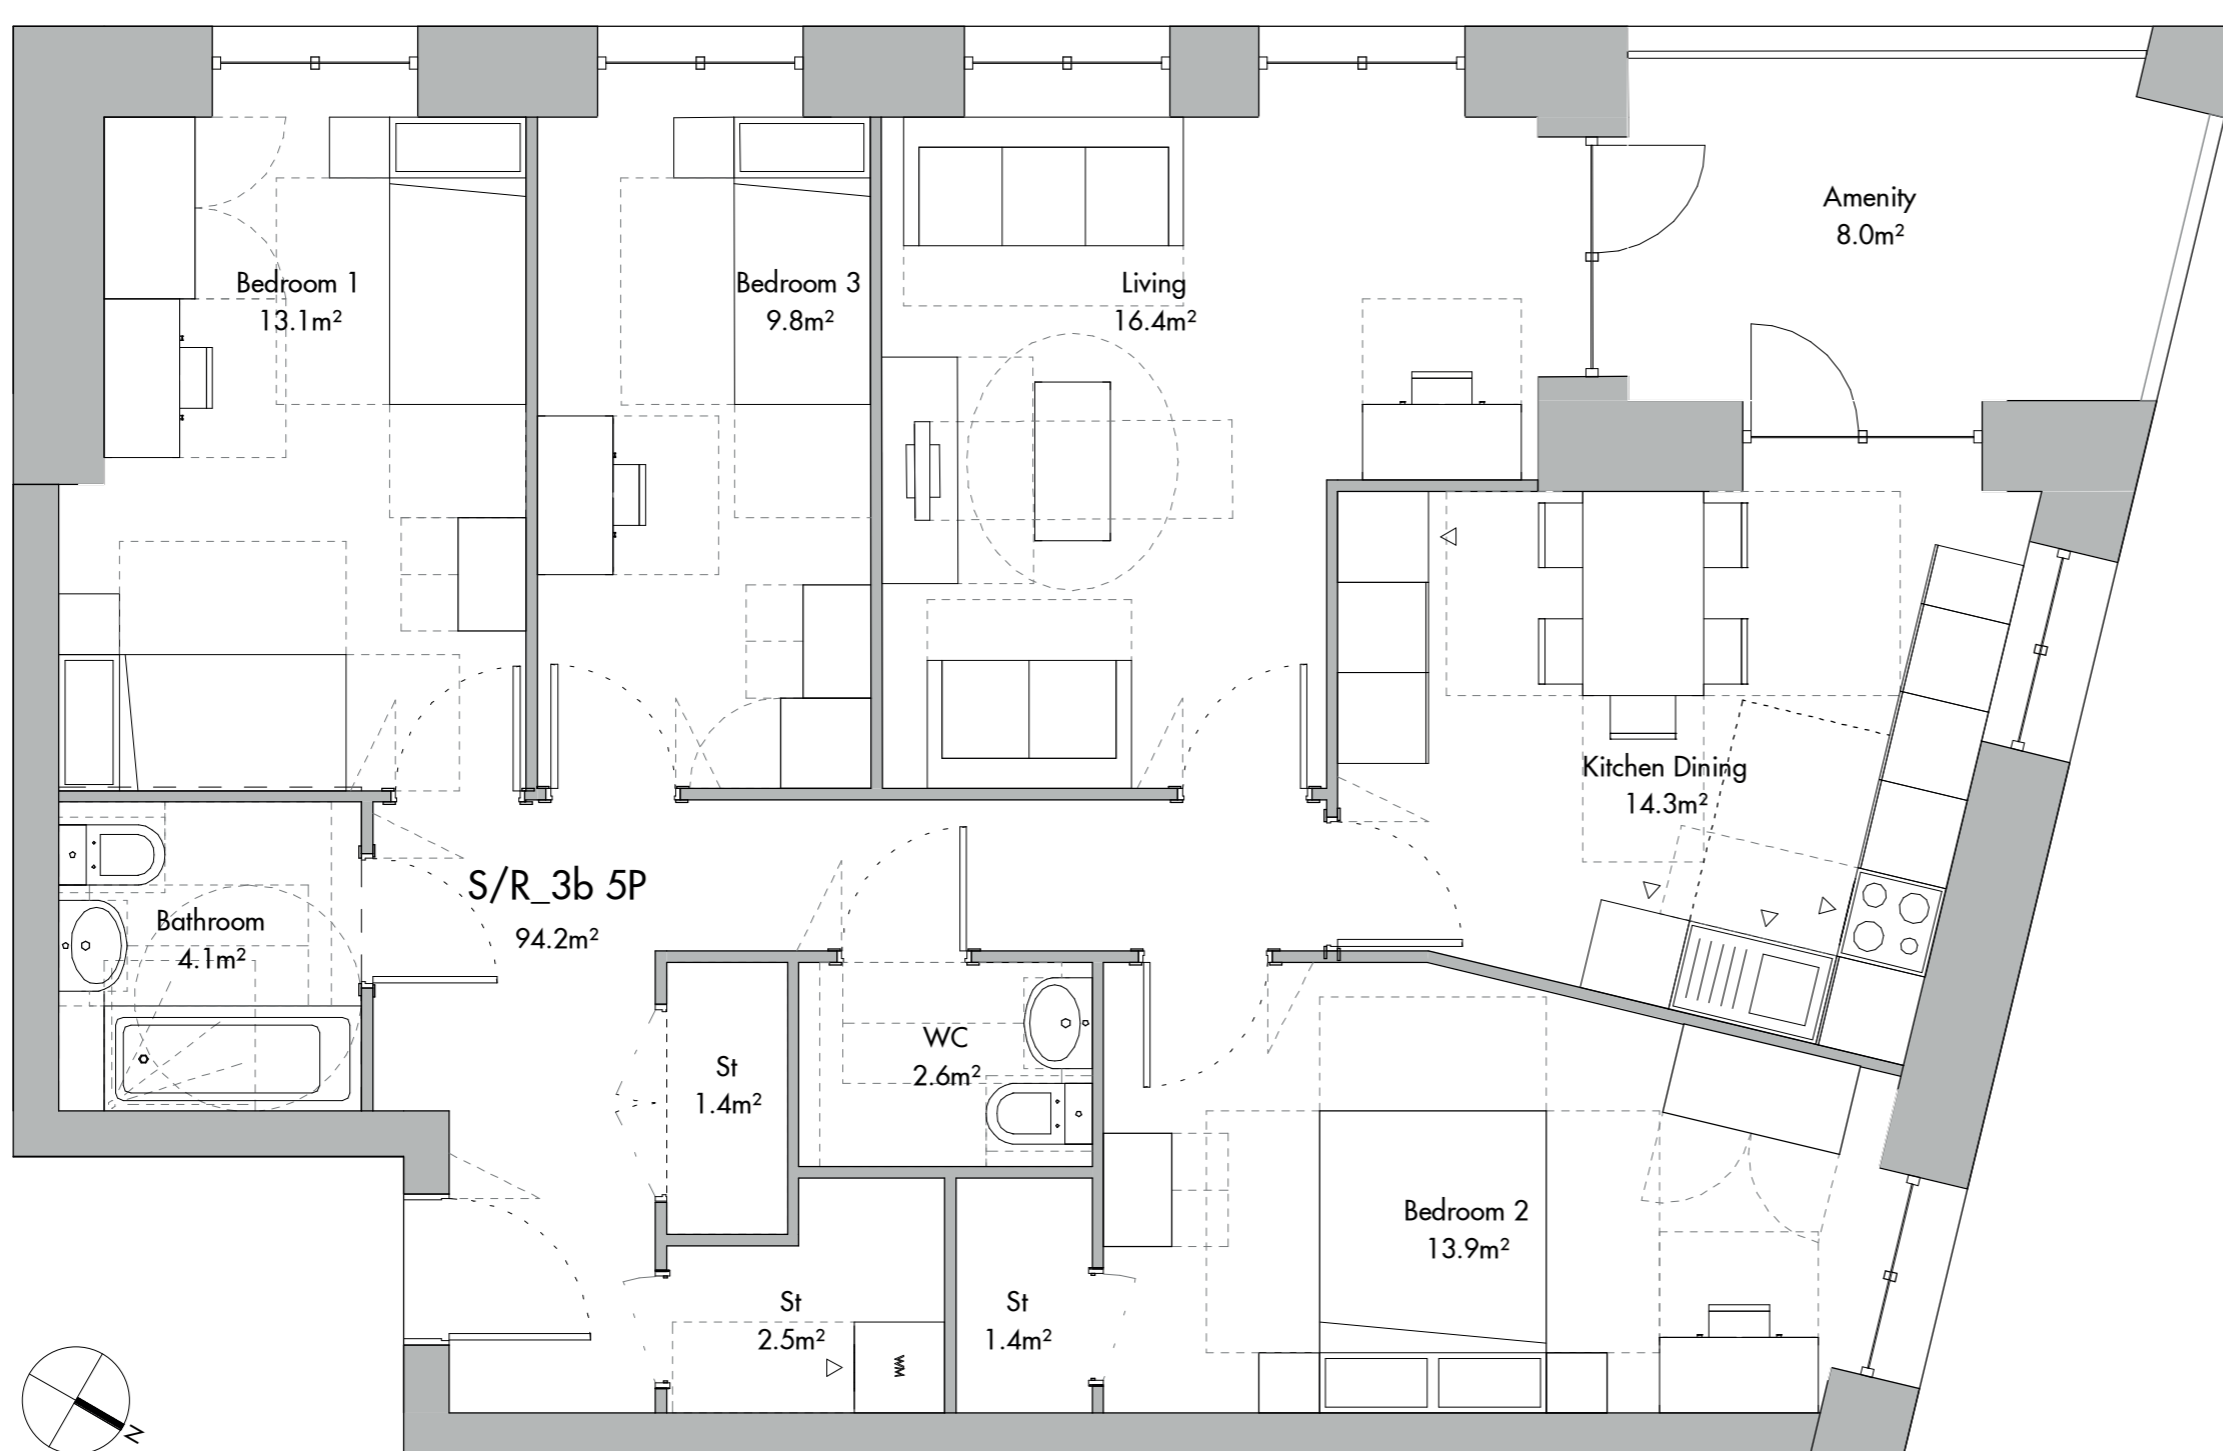 Amenity
8.0m²
Bedroom 1
13.1m²
Bedroom 3
9.8m²
Living
16.4m²
Kitchen Dining
14.3m²
S/R_3b 5P
94.2m²
Bathroom
4.1m²
WC
2.6m²
St
1.4m²
Bedroom 2
13.9m²
St
2.5m²
WM
St
1.4m²
N